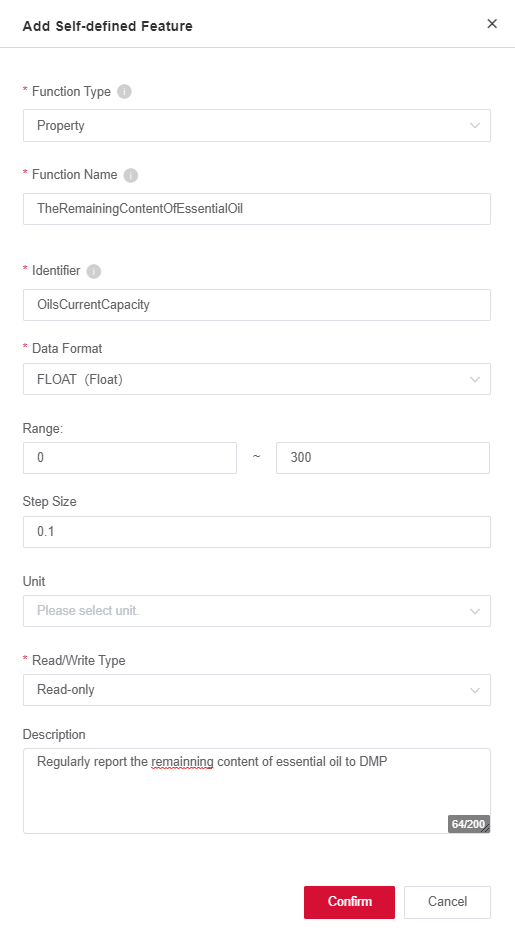 Add Self-defined Feature
* Function Type
Property
* Function Name
TheRemainingContentOfEssentialOil
* Identifier
OilsCurrentCapacity
* Data Format
FLOAT（Float）
Range:
0 ~ 300
Step Size
0.1
Unit
Please select unit.
* Read/Write Type
Read-only
Description
Regularly report the remainning content of essential oil to DMP
64/200
Confirm Cancel